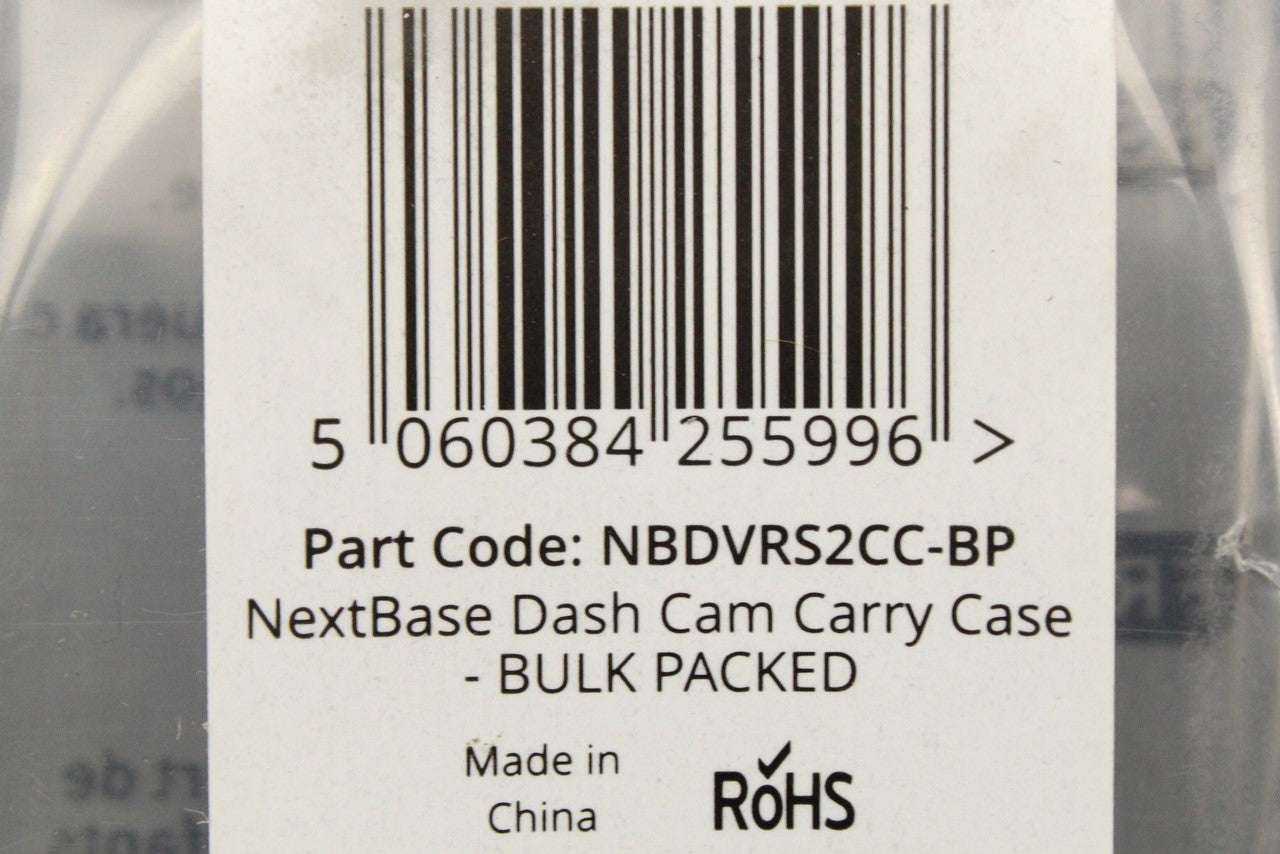 5 060384 255996 >
Part Code: NBDVRS2CC-BP
NextBase Dash Cam Carry Case
- BULK PACKED
Made in
China
RoHS